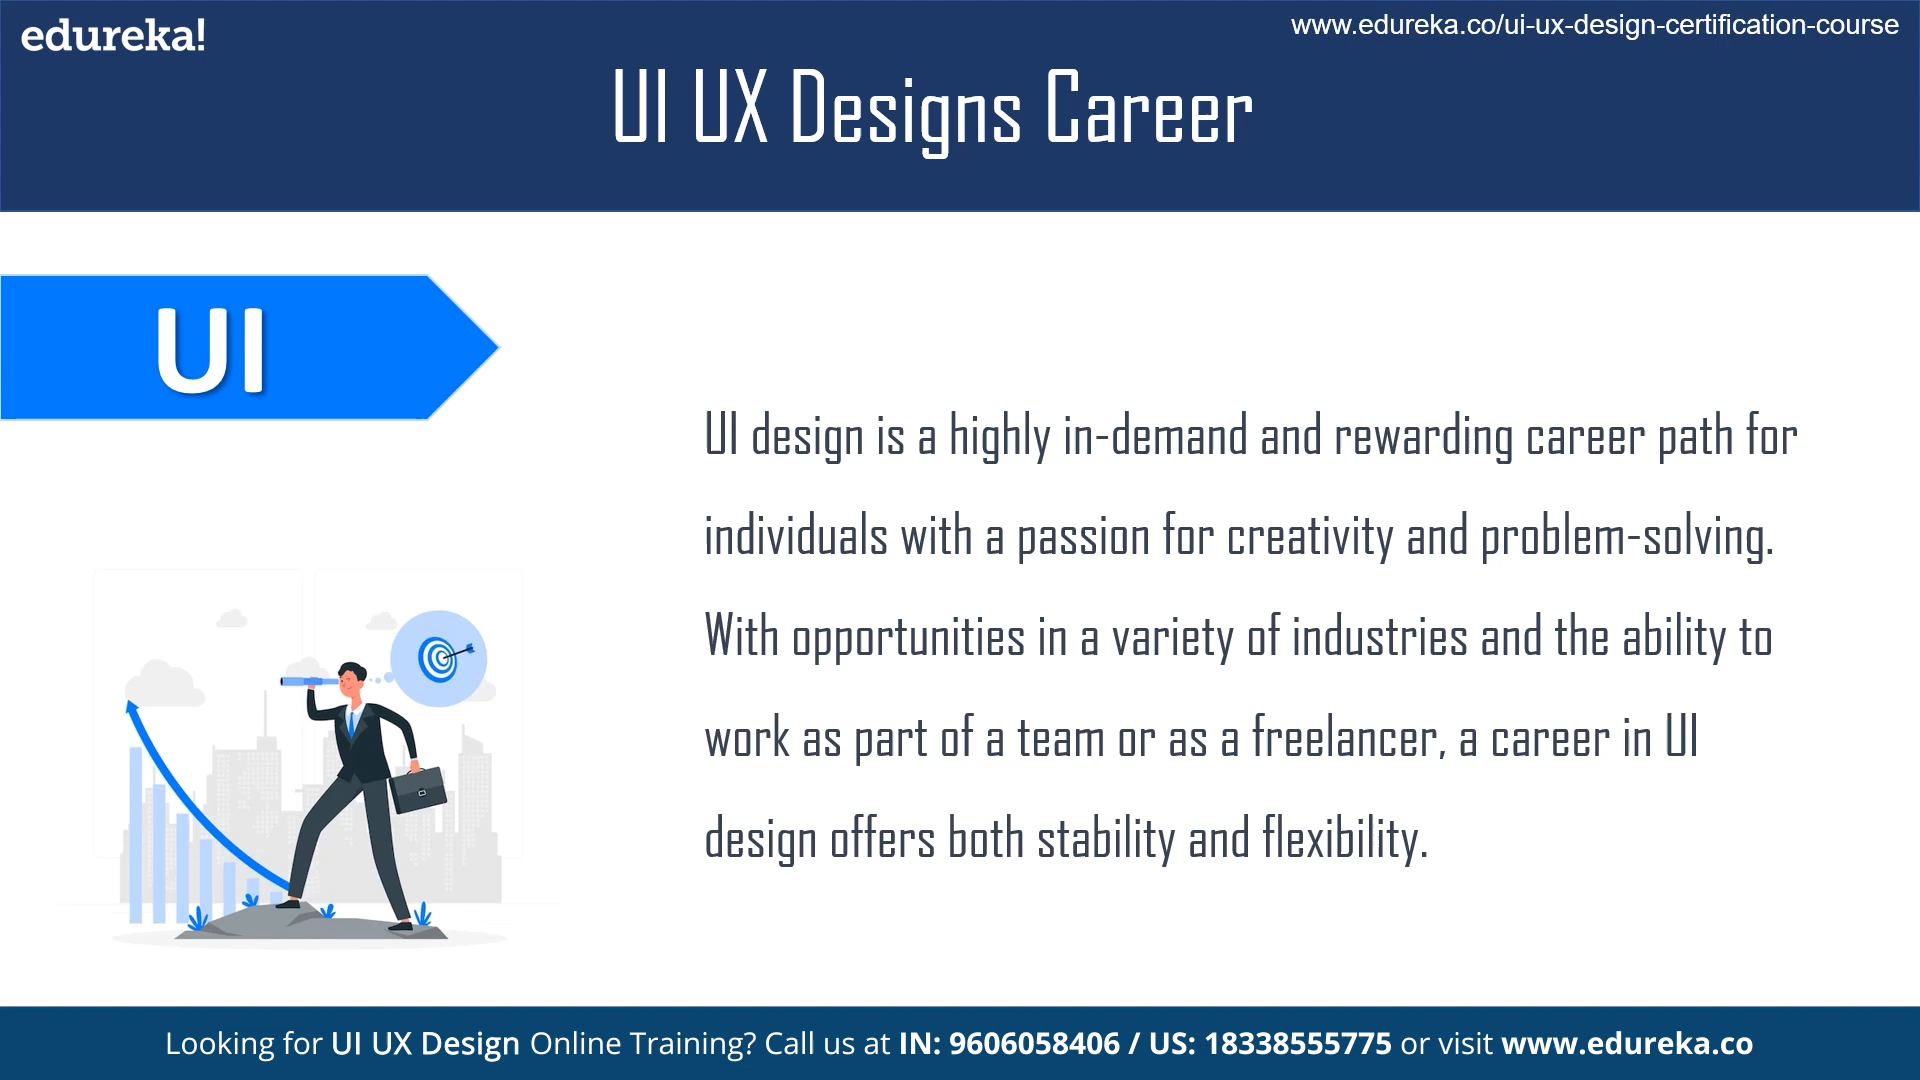 edureka!
www.edureka.co/ui-ux-design-certification-course
UI UX Designs Career
UI
UI design is a highly in-demand and rewarding career path for
individuals with a passion for creativity and problem-solving.
With opportunities in a variety of industries and the ability to
work as part of a team or as a freelancer, a career in UI
design offers both stability and flexibility.
Looking for UI UX Design Online Training? Call us at IN: 9606058406 / US: 18338555775 or visit www.edureka.co